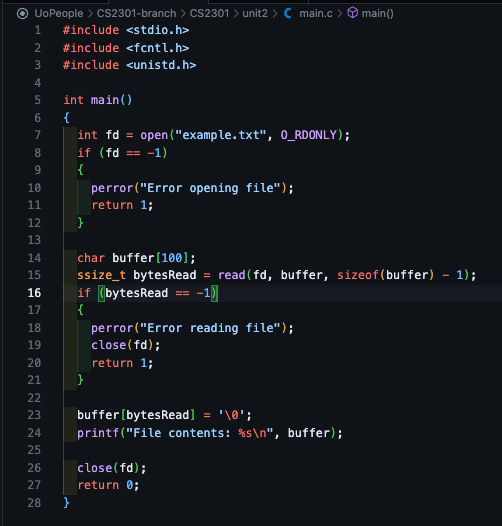 UoPeople > CS2301-branch > CS2301 > unit2 > C main.c > main()
1 #include <stdio.h>
2 #include <fcntl.h>
3 #include <unistd.h>
4
5 int main()
6 {
7   int fd = open("example.txt", O_RDONLY);
8   if (fd == -1)
9   {
10     perror("Error opening file");
11     return 1;
12   }
13
14   char buffer[100];
15   ssize_t bytesRead = read(fd, buffer, sizeof(buffer) - 1);
16   if (bytesRead == -1)
17   {
18     perror("Error reading file");
19     close(fd);
20     return 1;
21   }
22
23   buffer[bytesRead] = '\0';
24   printf("File contents: %s\n", buffer);
25
26   close(fd);
27   return 0;
28 }